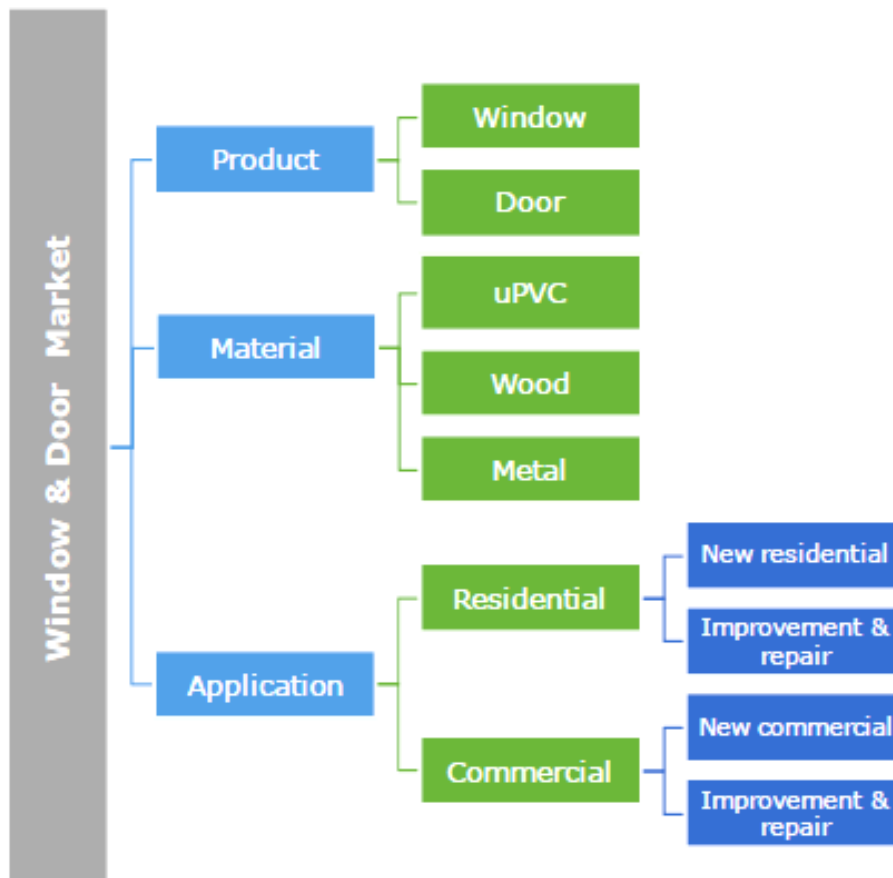 Window & Door Market
Product
Window
Door
Material
uPVC
Wood
Metal
Application
Residential
New residential
Improvement &
repair
Commercial
New commercial
Improvement &
repair